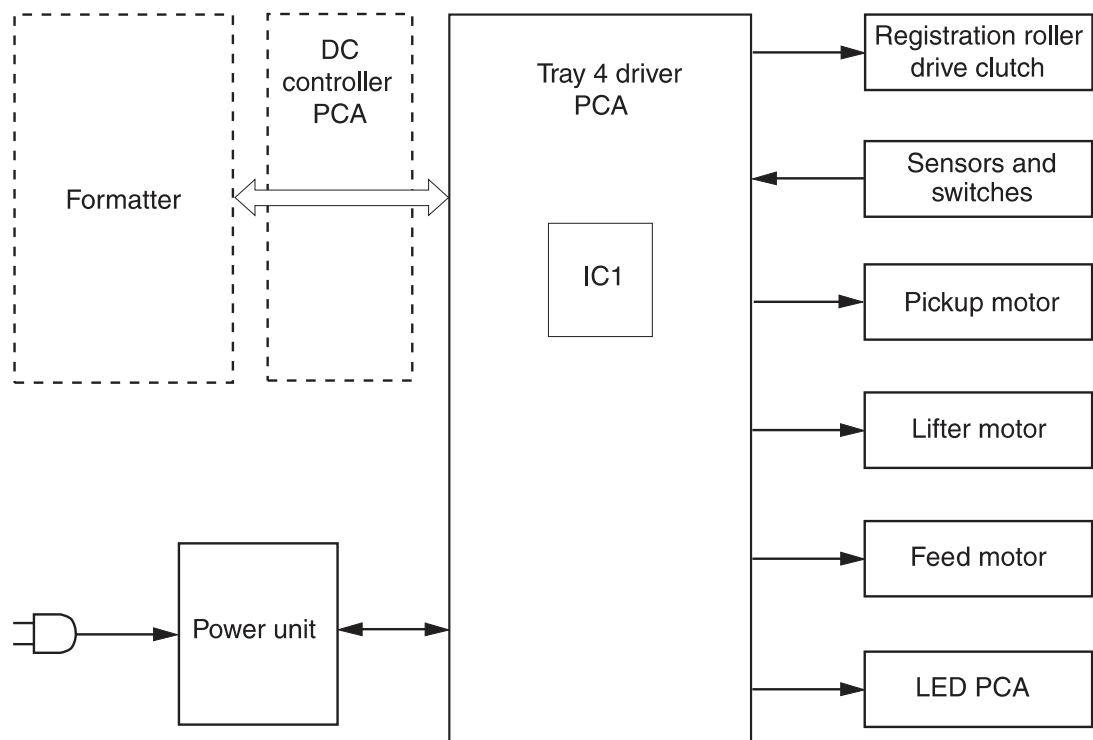 Formatter
DC
controller
PCA
Tray 4 driver
PCA
IC1
Power unit
Registration roller
drive clutch
Sensors and
switches
Pickup motor
Lifter motor
Feed motor
LED PCA